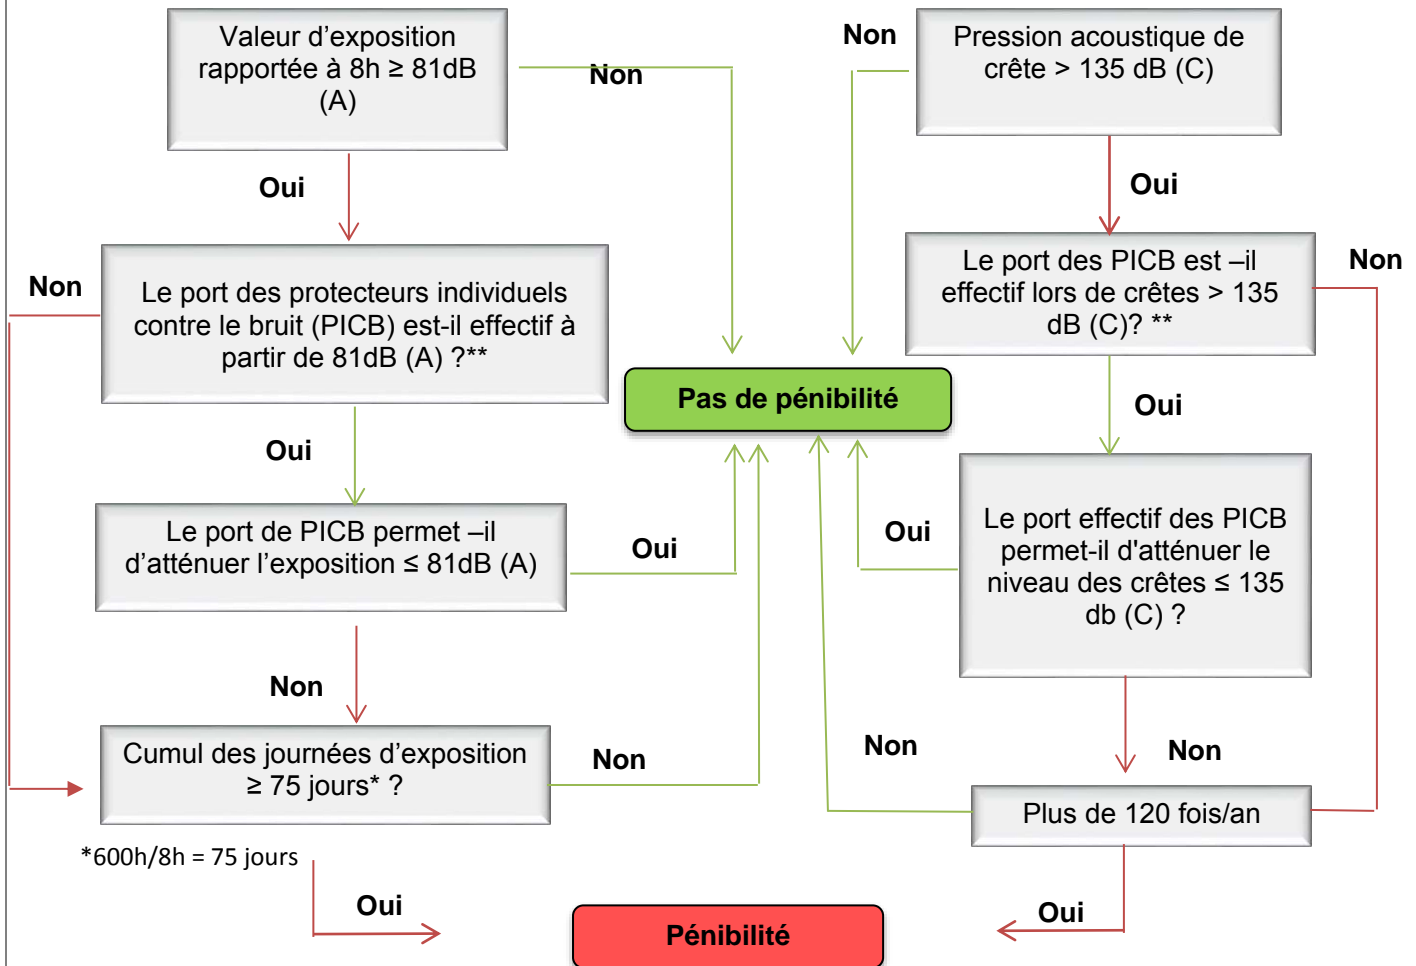 Valeur d’exposition
rapportée à 8h ≥ 81dB
(A)
Non
Non
Pression acoustique de
crête > 135 dB (C)
Oui
Oui
Non
Le port des protecteurs individuels
contre le bruit (PICB) est-il effectif à
partir de 81dB (A) ?**
Le port des PICB est –il
effectif lors de crêtes > 135
dB (C)? **
Non
Pas de pénibilité
Oui
Oui
Le port de PICB permet –il
d’atténuer l’exposition ≤ 81dB (A)
Oui
Oui
Le port effectif des PICB
permet-il d'atténuer le
niveau des crêtes ≤ 135
db (C) ?
Non
Cumul des journées d’exposition
≥ 75 jours* ?
Non
Non
Non
Plus de 120 fois/an
*600h/8h = 75 jours
Oui
Pénibilité
Oui